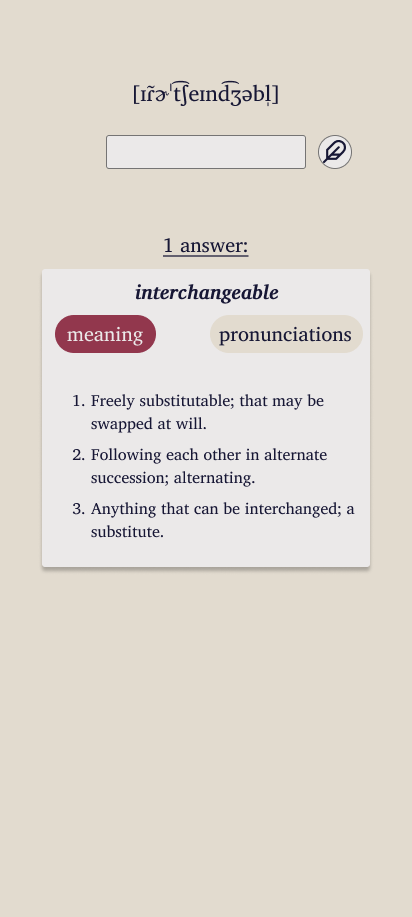 [ɪɾ̃ɚˈt͡ʃeɪnd͡ʒəbl̩]
1 answer:
interchangeable
meaning pronunciations
1. Freely substitutable; that may be
swapped at will.
2. Following each other in alternate
succession; alternating.
3. Anything that can be interchanged; a
substitute.